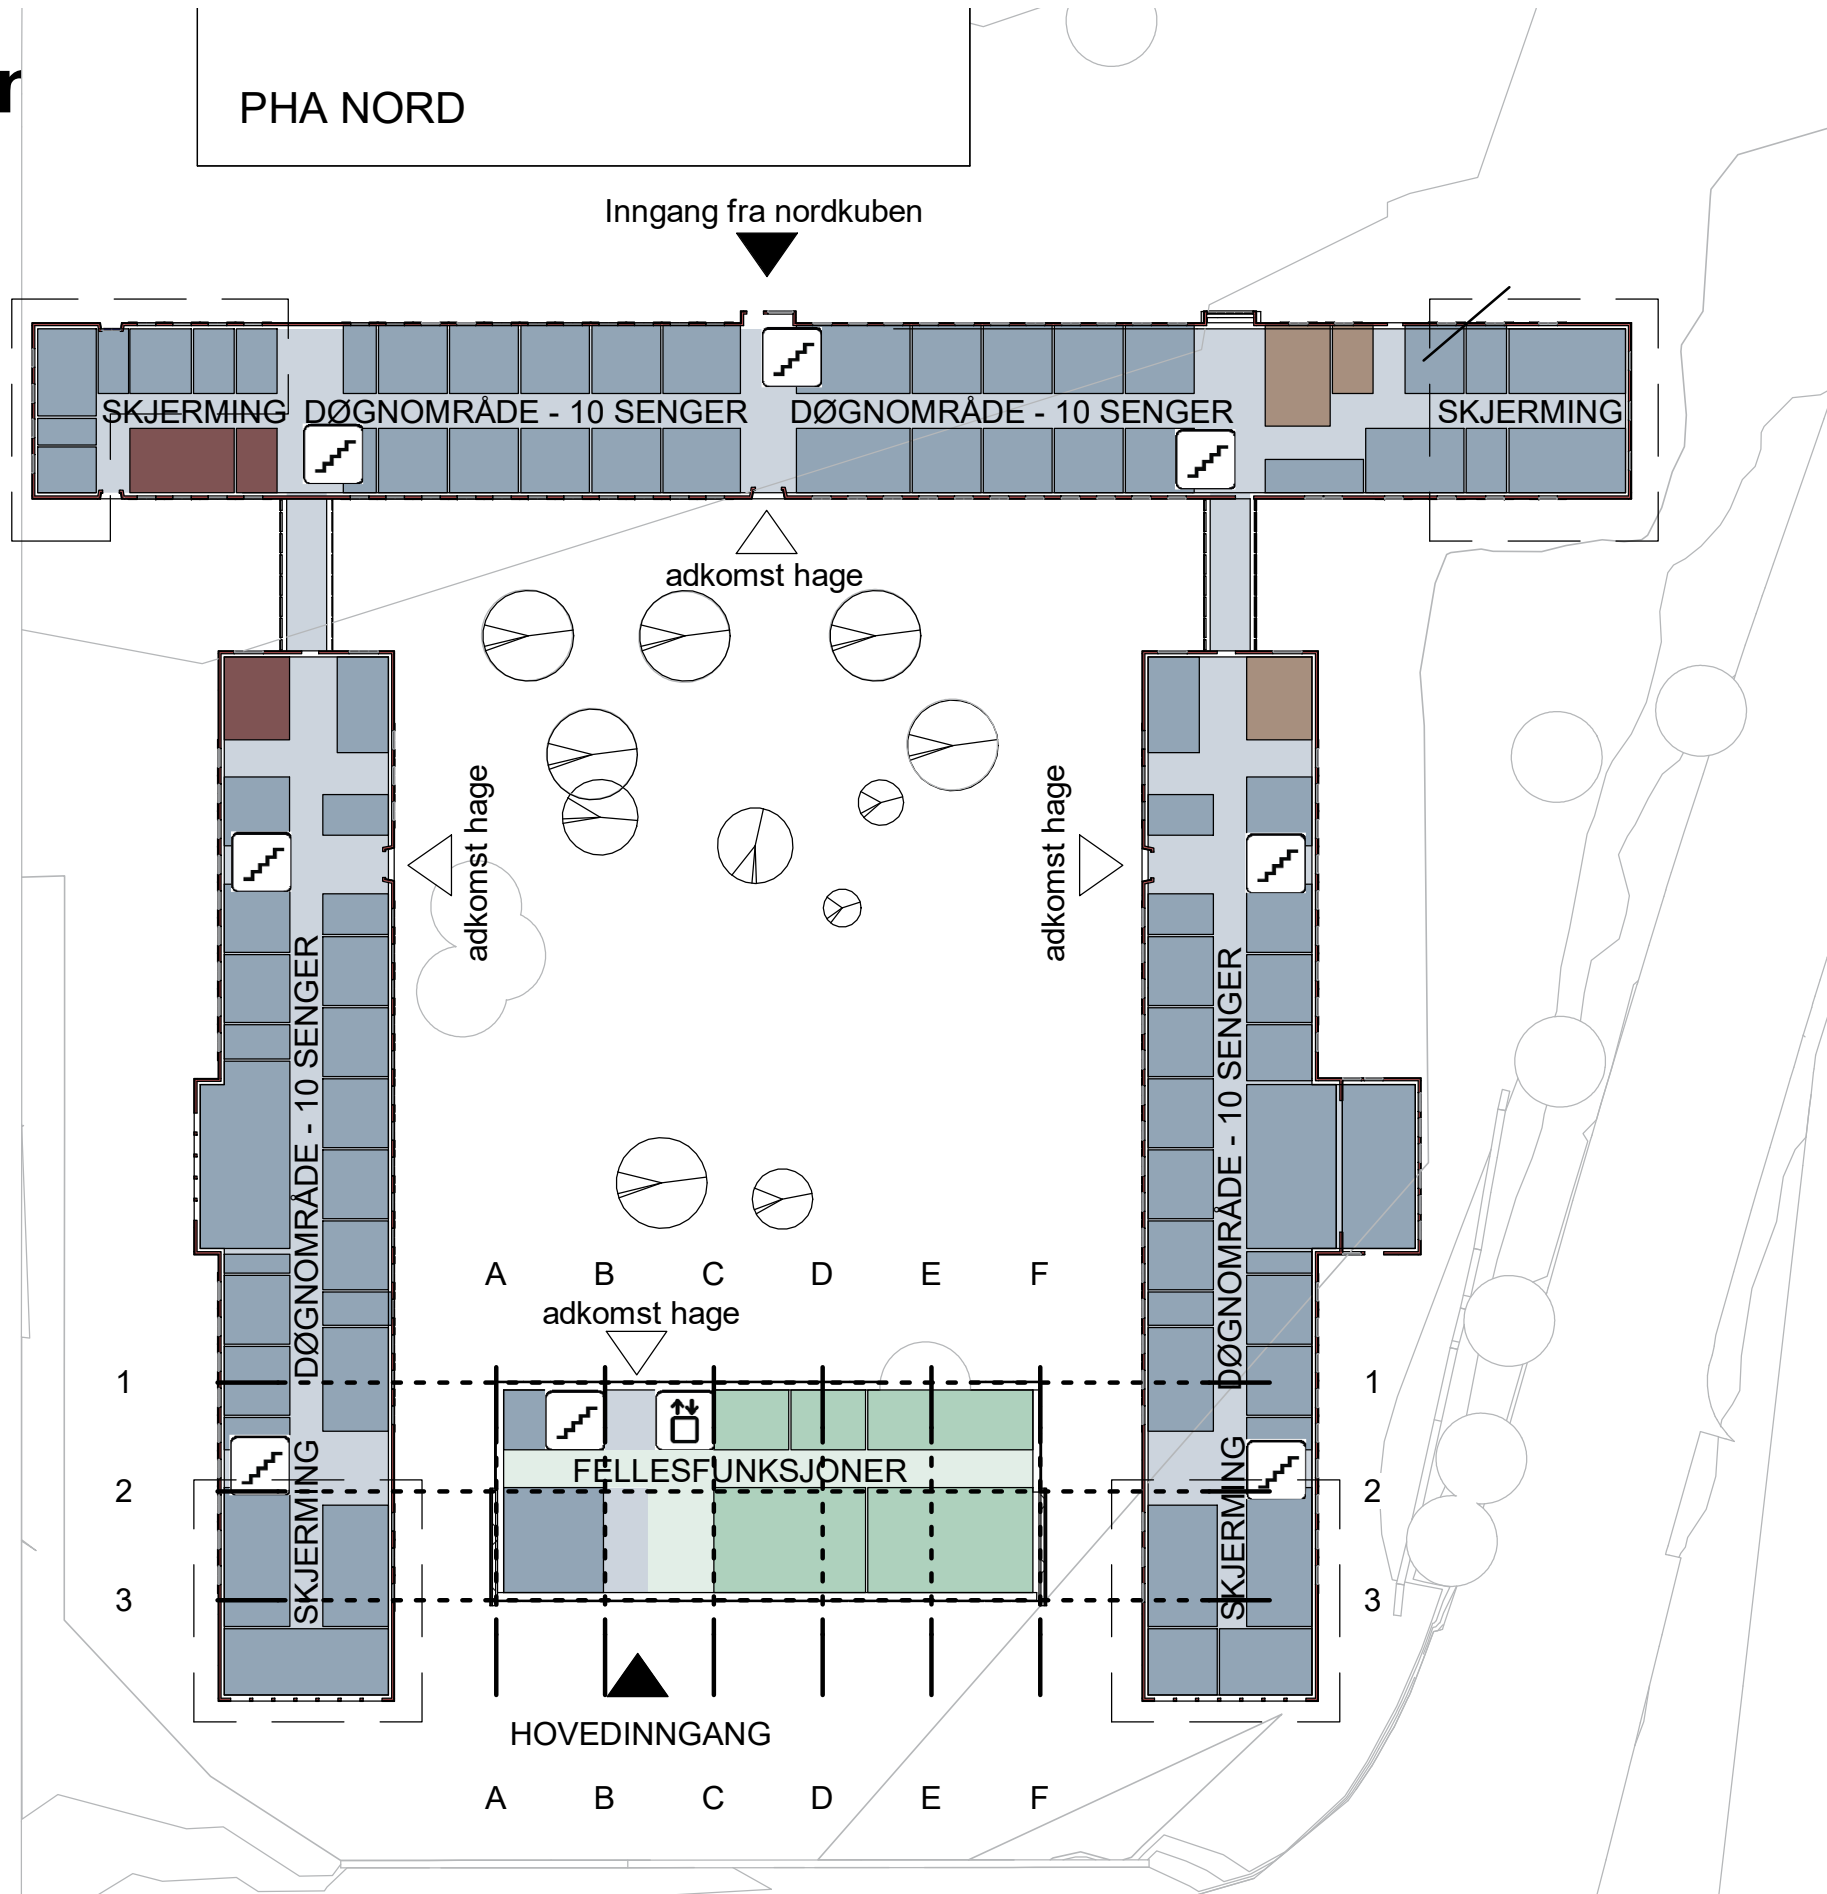 r
PHA NORD
Inngang fra nordkuben
SKJERMING
DØGNOMRÅDE - 10 SENGER
DØGNOMRÅDE - 10 SENGER
SKJERMING
adkomst hage
adkomst hage
adkomst hage
DØGNOMRÅDE - 10 SENGER
DØGNOMRÅDE - 10 SENGER
A B C D E F
adkomst hage
1 1
SKJERMING
FELLESFUNKSJONER
SKJERMING
2 2
3 3
HOVEDINNGANG
A B C D E F